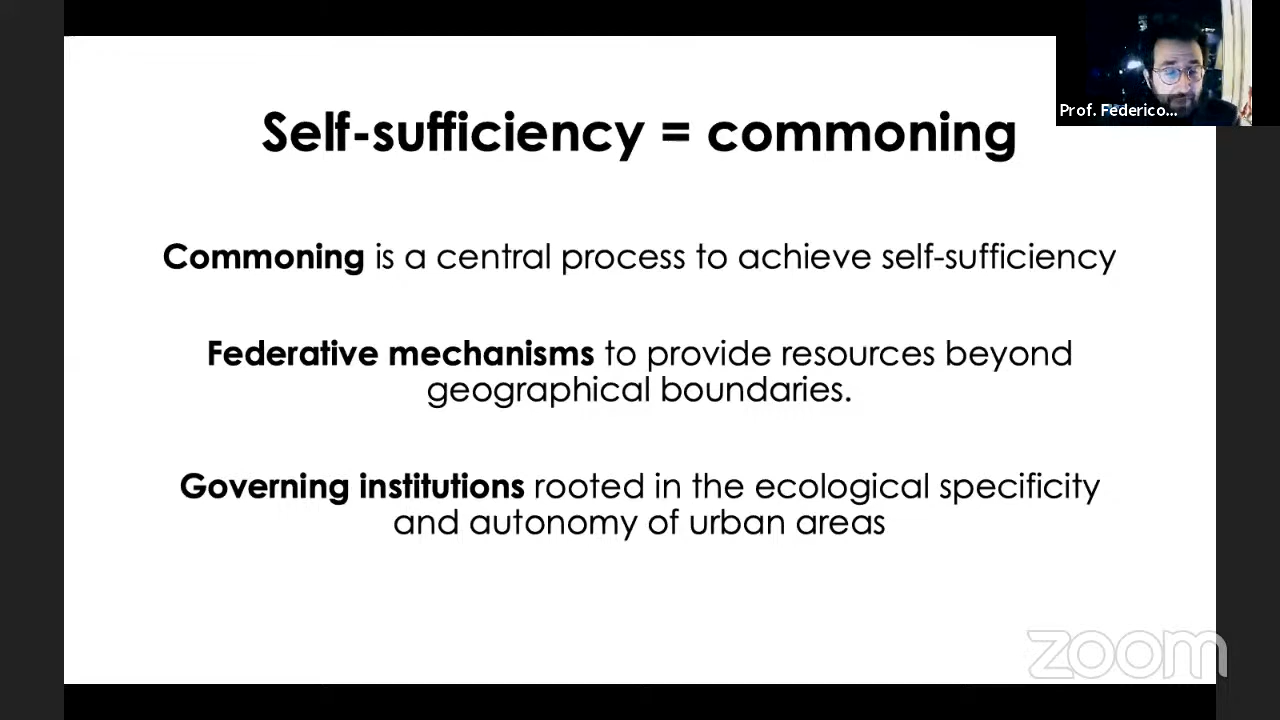 Self-sufficiency = commoning
Prof. Federico...
Commoning is a central process to achieve self-sufficiency
Federative mechanisms to provide resources beyond
geographical boundaries.
Governing institutions rooted in the ecological specificity
and autonomy of urban areas
zoom